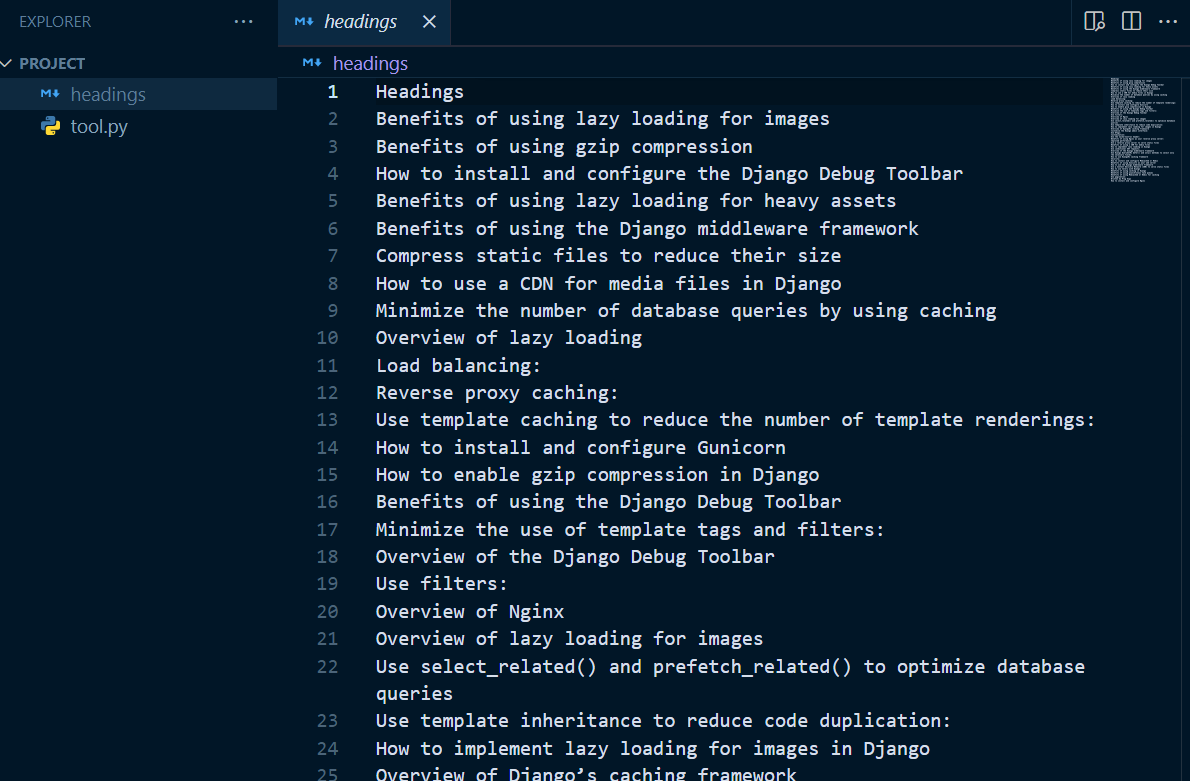 EXPLORER
PROJECT
headings
tool.py
headings
headings
1 Headings
2 Benefits of using lazy loading for images
3 Benefits of using gzip compression
4 How to install and configure the Django Debug Toolbar
5 Benefits of using lazy loading for heavy assets
6 Benefits of using the Django middleware framework
7 Compress static files to reduce their size
8 How to use a CDN for media files in Django
9 Minimize the number of database queries by using caching
10 Overview of lazy loading
11 Load balancing:
12 Reverse proxy caching:
13 Use template caching to reduce the number of template renderings:
14 How to install and configure Gunicorn
15 How to enable gzip compression in Django
16 Benefits of using the Django Debug Toolbar
17 Minimize the use of template tags and filters:
18 Overview of the Django Debug Toolbar
19 Use filters:
20 Overview of Nginx
21 Overview of lazy loading for images
22 Use select_related() and prefetch_related() to optimize database
queries
23 Use template inheritance to reduce code duplication:
24 How to implement lazy loading for images in Django
25 Overview of Django’s caching framework